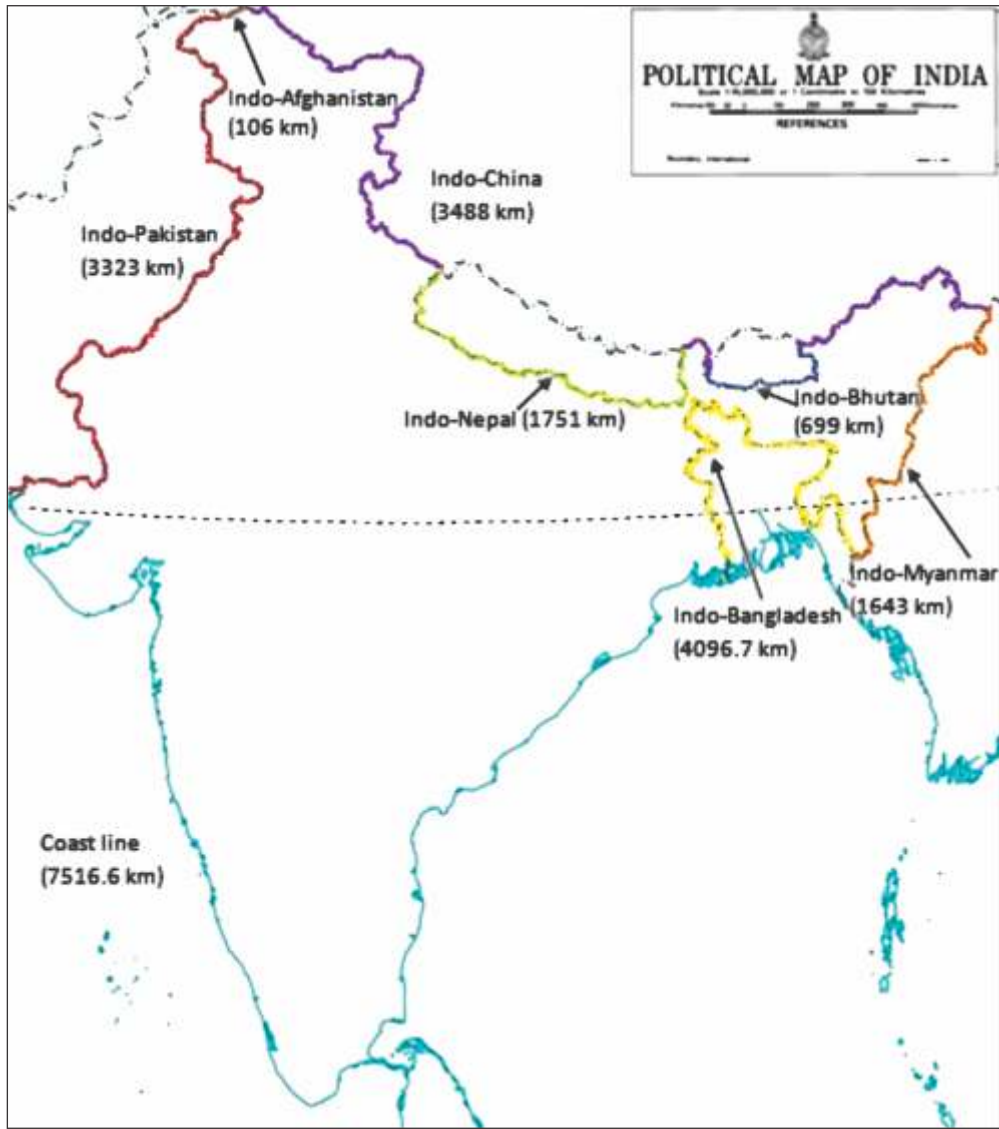 POLITICAL MAP OF INDIA
REFERENCES
Indo-Afghanistan
(106 km)
Indo-China
(3488 km)
Indo-Pakistan
(3323 km)
Indo-Nepal (1751 km)
Indo-Bhutan
(699 km)
Indo-Myanmar
(1643 km)
Indo-Bangladesh
(4096.7 km)
Coast line
(7516.6 km)